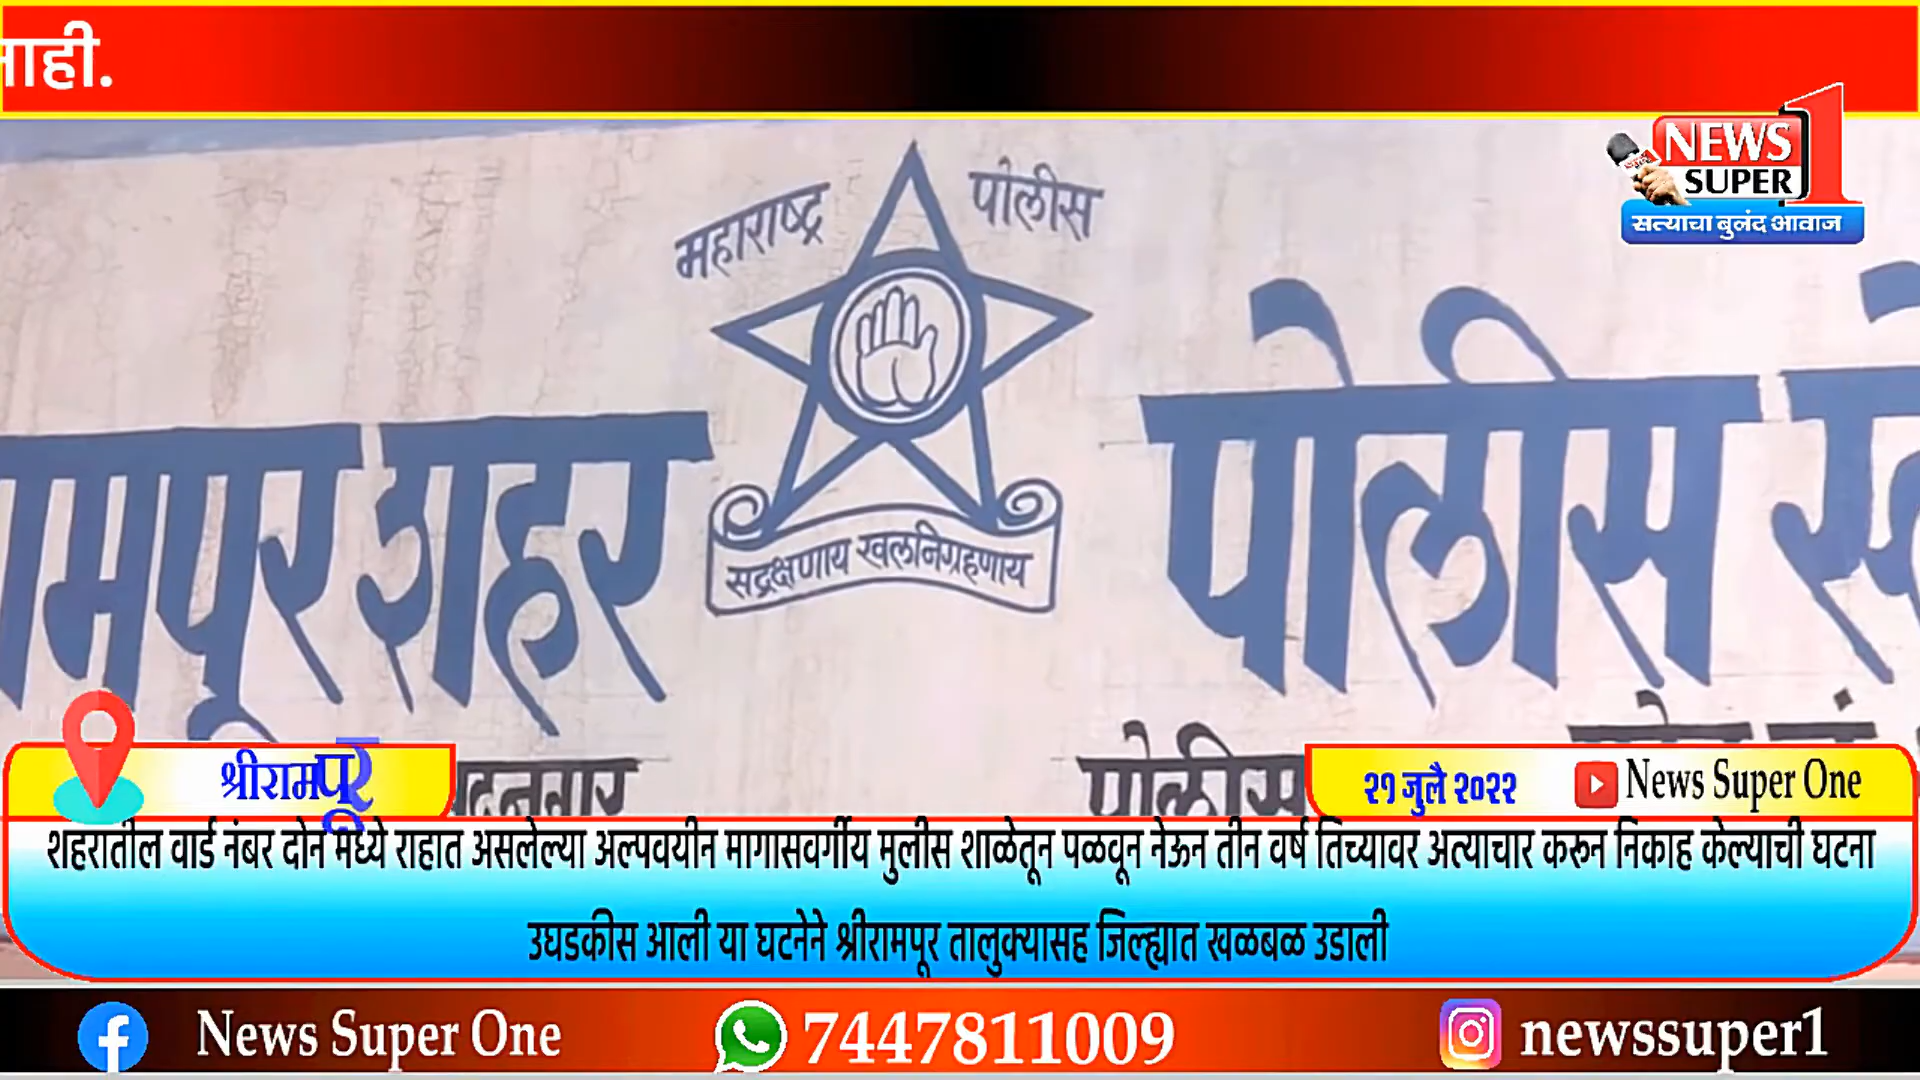 नाही.
NEWS
SUPER 1
सत्याचा बुलंद आवाज
महाराष्ट्र पोलीस
सद्रक्षणाय खलनिग्रहणाय
शहर पोलीस
श्रीरामपूर
२१ जुलै २०२२ News Super One
शहरातील वार्ड नंबर दोन मध्ये राहात असलेल्या अल्पवयीन मागासवर्गीय मुलीस शाळेतून पळवून नेऊन तीन वर्ष तिच्यावर अत्याचार करून निकाह केल्याची घटना
उघडकीस आली या घटनेने श्रीरामपूर तालुक्यासह जिल्ह्यात खळबळ उडाली
News Super One 7447811009 newssuper1